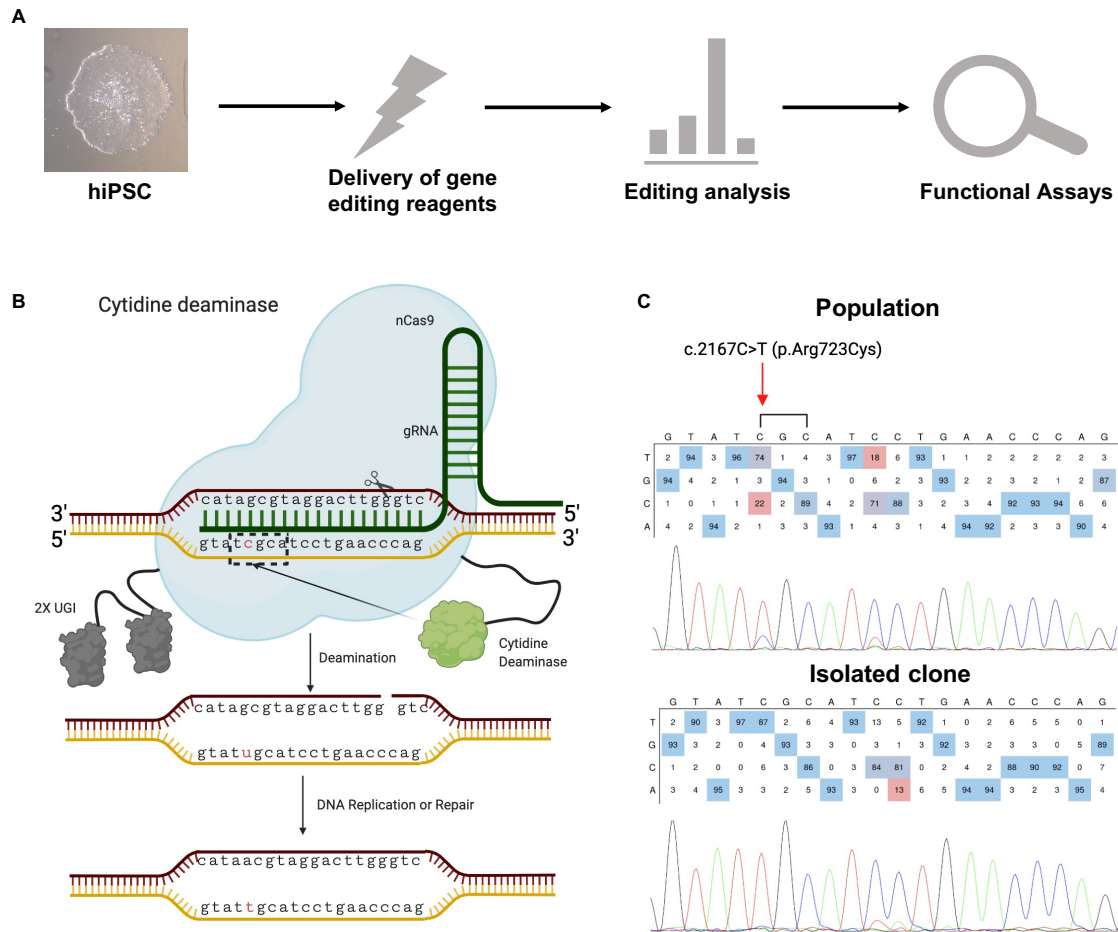 A
hiPSC
Delivery of gene
editing reagents
Editing analysis
Functional Assays
B
Cytidine deaminase
nCas9
gRNA
catagcgtaggacttgggtc
3'
5'
5'
3'
gtatcgcatcctgaacccag
2X UGI
Cytidine
Deaminase
Deamination
catagcgtaggacttgg gtc
gtatugcatcctgaacccag
DNA Replication or Repair
cataacgtaggacttgggtc
gtattgcatcctgaacccag
C
Population
c.2167C>T (p.Arg723Cys)
G T A T C G C A T C C T G A A C C C A G
T 2 94 3 96 74 1 4 3 97 18 6 93 1 1 2 2 2 2 2 3
G 94 4 2 1 3 94 3 1 0 6 2 3 93 2 2 3 2 1 2 87
C 1 1 0 2 22 2 89 2 1 71 88 3 2 3 4 92 93 94 6 6
A 4 2 94 2 1 3 3 93 1 4 3 1 4 94 92 2 3 3 90 4
Isolated clone
G T A T C G C A T C C T G A A C C C A G
T 2 90 3 97 87 2 6 4 93 13 5 92 1 0 2 6 5 5 0 1
G 93 3 2 0 4 93 3 3 0 3 1 3 92 3 2 3 3 0 5 89
C 1 2 0 0 6 3 86 0 3 84 81 0 2 4 2 88 90 92 0 7
A 3 4 95 3 3 2 5 93 3 0 13 6 5 94 94 3 2 3 95 4